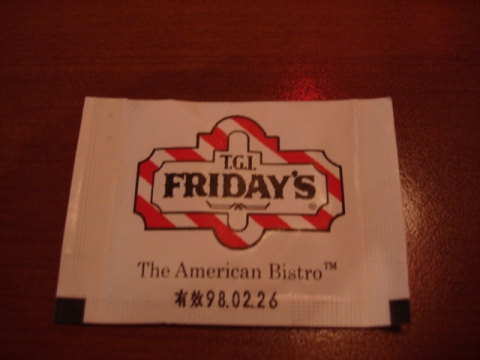 T.G.I.
FRIDAY'S
®
The American Bistro™
有效98.02.26